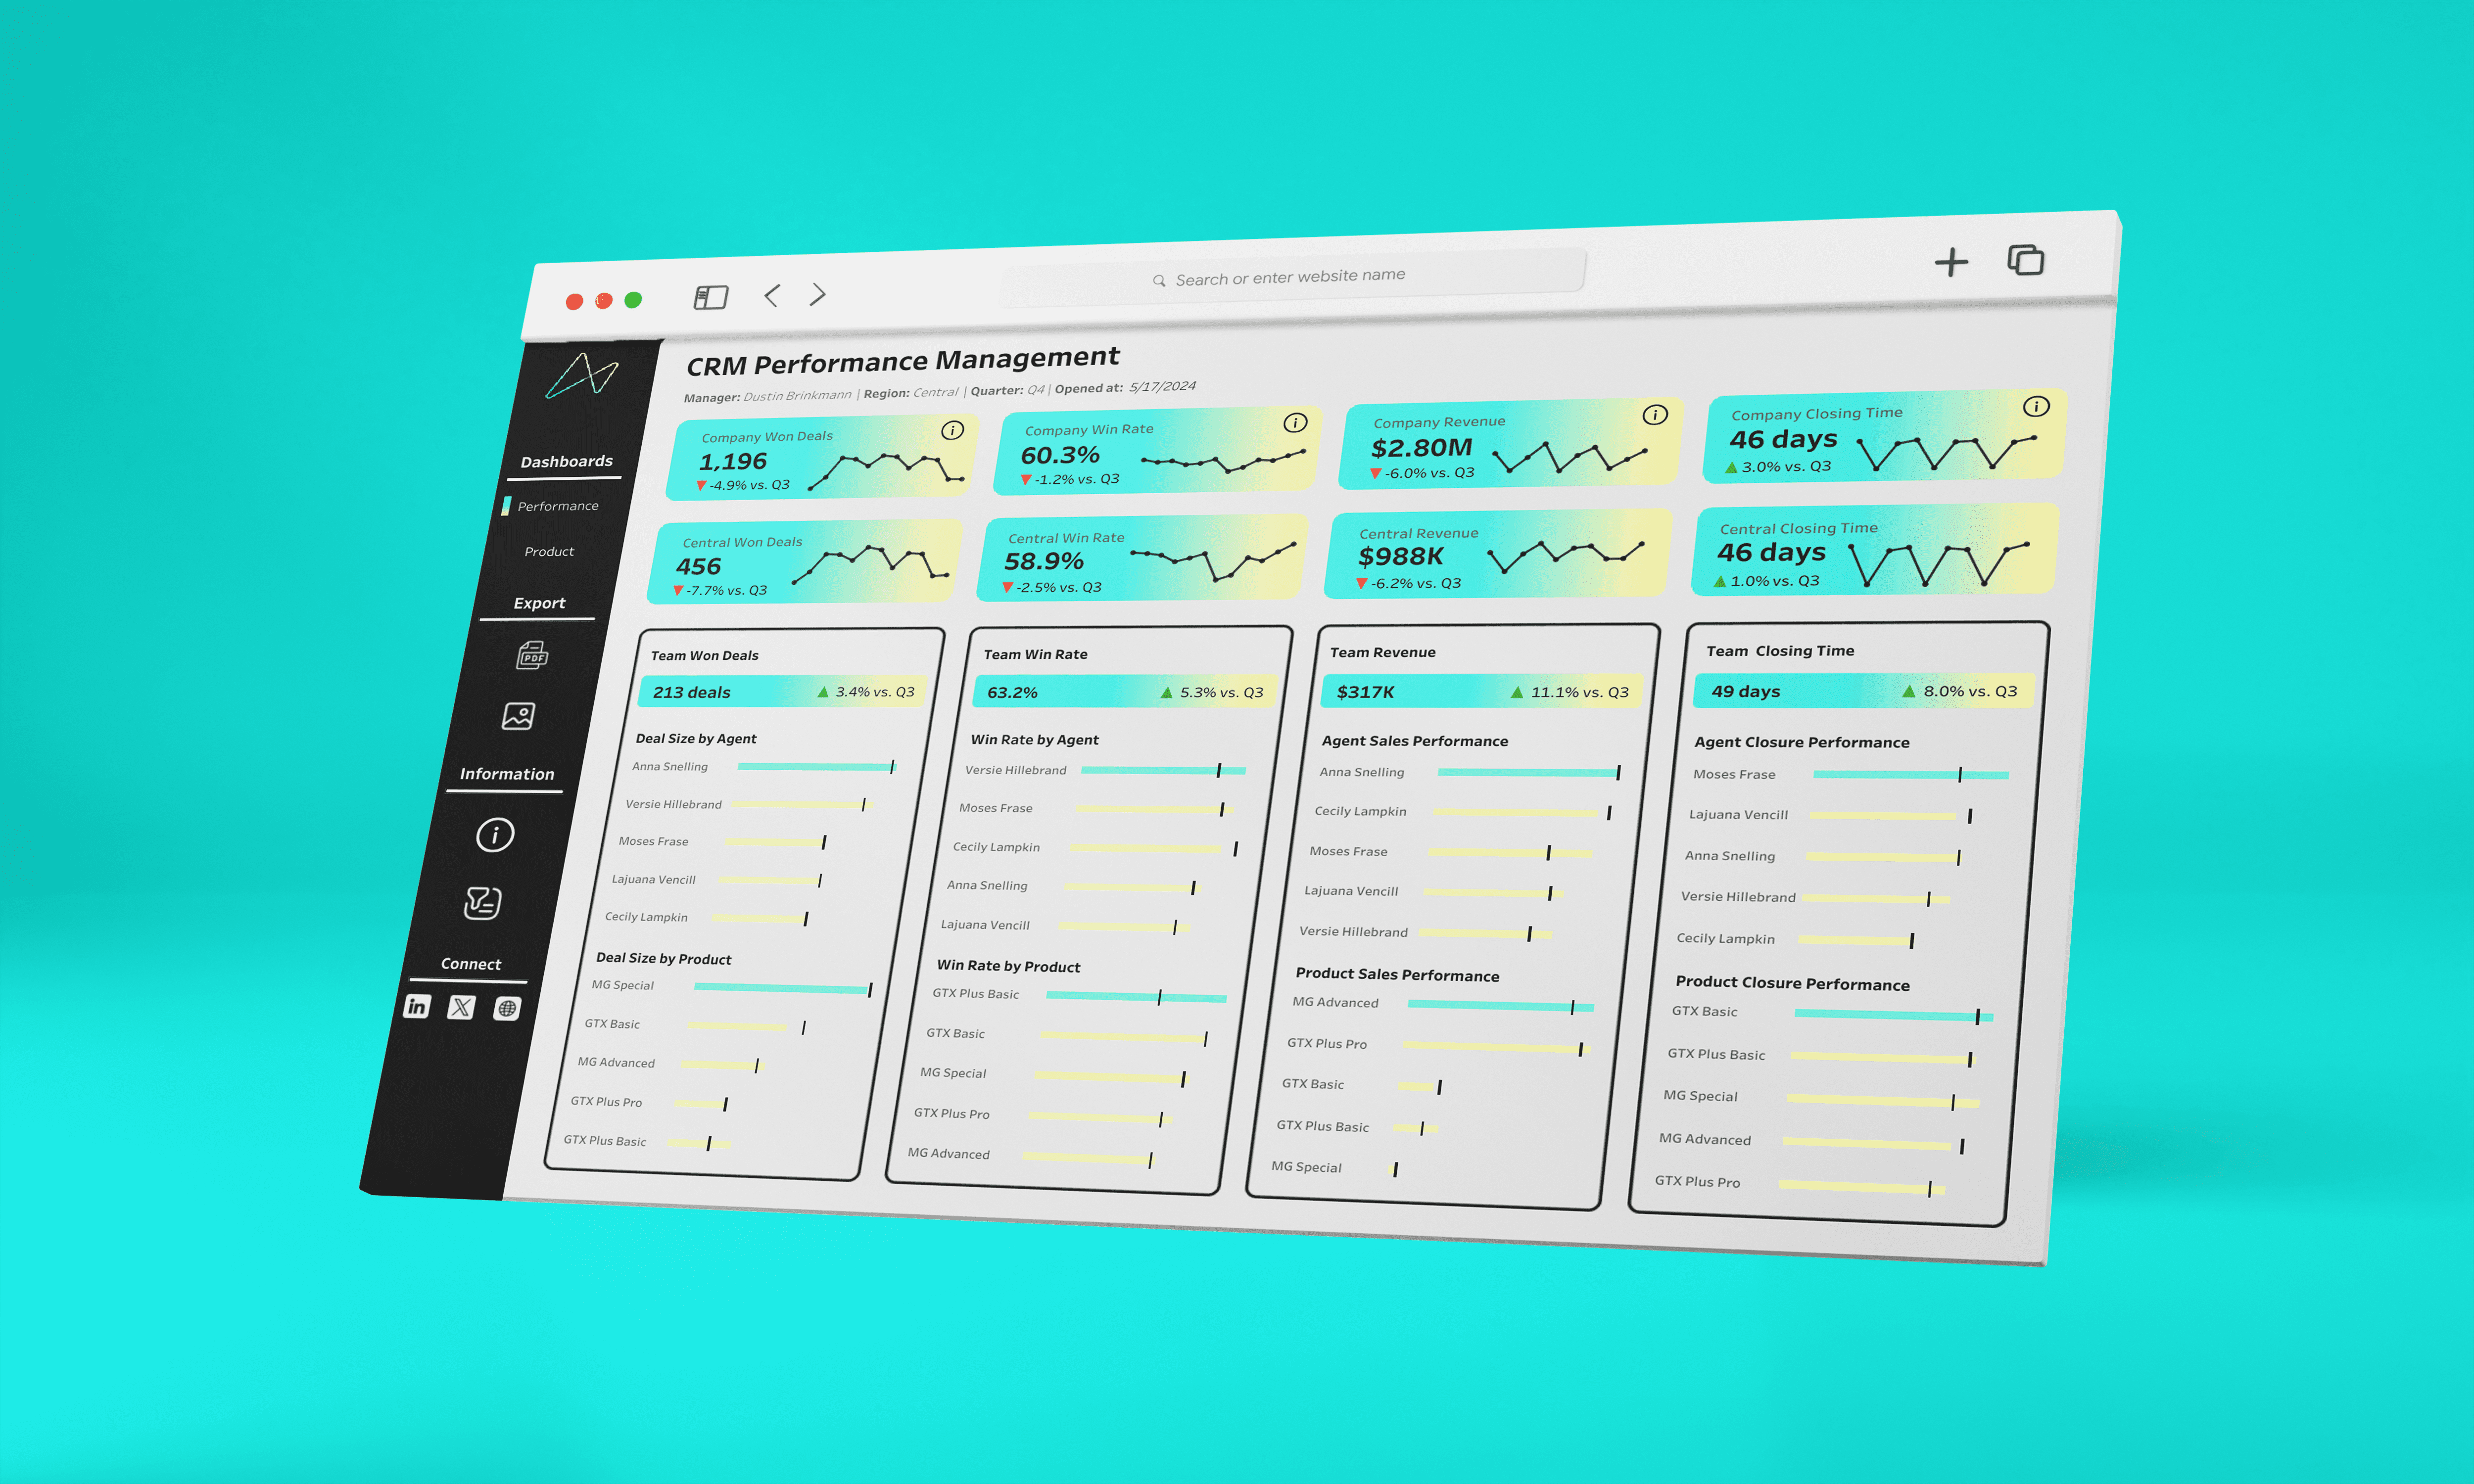 Search or enter website name
CRM Performance Management
Manager: Dustin Brinkmann | Region: Central | Quarter: Q4 | Opened at: 5/17/2024
Dashboards
Performance
Product
Export
PDF
Information
Connect
in
X
Company Won Deals
1,196
-4.9% vs. Q3
Company Win Rate
60.3%
-1.2% vs. Q3
Company Revenue
$2.80M
-6.0% vs. Q3
Company Closing Time
46 days
3.0% vs. Q3
Central Won Deals
456
-7.7% vs. Q3
Central Win Rate
58.9%
-2.5% vs. Q3
Central Revenue
$988K
-6.2% vs. Q3
Central Closing Time
46 days
1.0% vs. Q3
Team Won Deals
213 deals 3.4% vs. Q3
Deal Size by Agent
Anna Snelling
Versie Hillebrand
Moses Frase
Lajuana Vencill
Cecily Lampkin
Deal Size by Product
MG Special
GTX Basic
MG Advanced
GTX Plus Pro
GTX Plus Basic
Team Win Rate
63.2% 5.3% vs. Q3
Win Rate by Agent
Versie Hillebrand
Moses Frase
Cecily Lampkin
Anna Snelling
Lajuana Vencill
Win Rate by Product
GTX Plus Basic
GTX Basic
MG Special
GTX Plus Pro
MG Advanced
Team Revenue
$317K 11.1% vs. Q3
Agent Sales Performance
Anna Snelling
Cecily Lampkin
Moses Frase
Lajuana Vencill
Versie Hillebrand
Product Sales Performance
MG Advanced
GTX Plus Pro
GTX Basic
GTX Plus Basic
MG Special
Team Closing Time
49 days 8.0% vs. Q3
Agent Closure Performance
Moses Frase
Lajuana Vencill
Anna Snelling
Versie Hillebrand
Cecily Lampkin
Product Closure Performance
GTX Basic
GTX Plus Basic
MG Special
MG Advanced
GTX Plus Pro